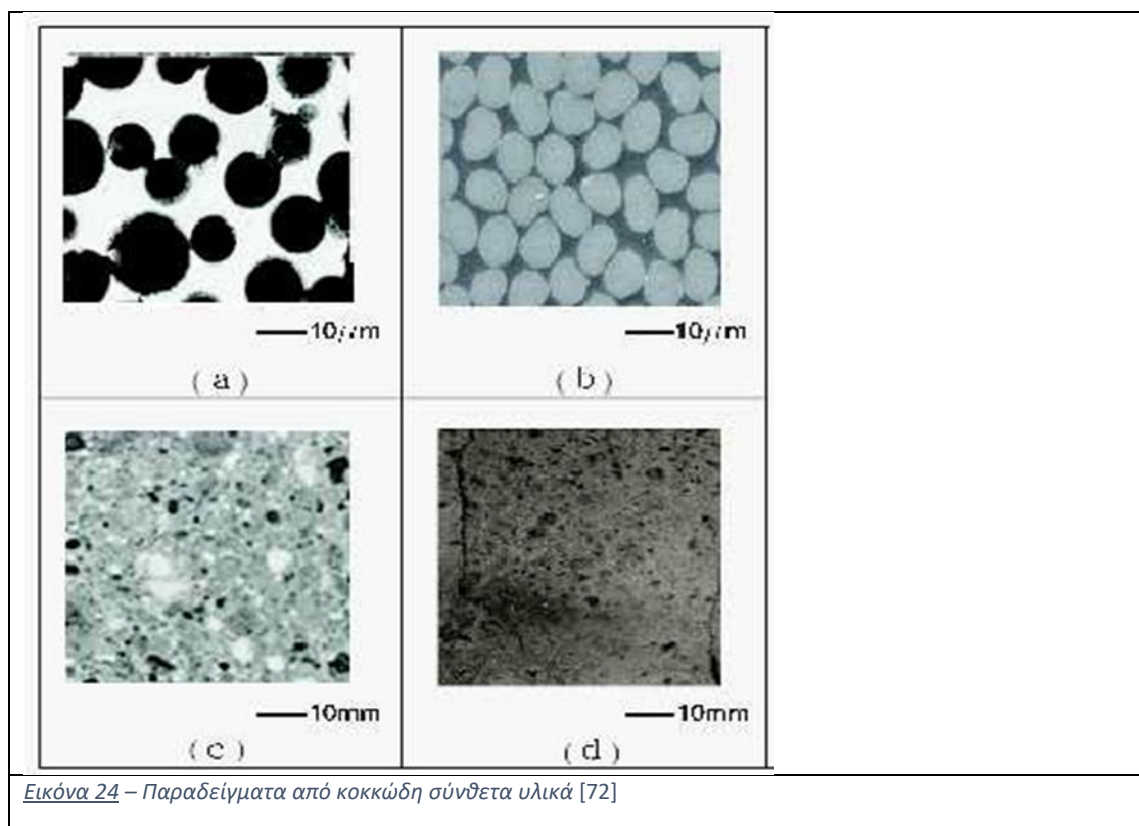 10μm
(a)
10μm
(b)
10mm
(c)
10mm
(d)
Εικόνα 24 – Παραδείγματα από κοκκώδη σύνθετα υλικά [72]